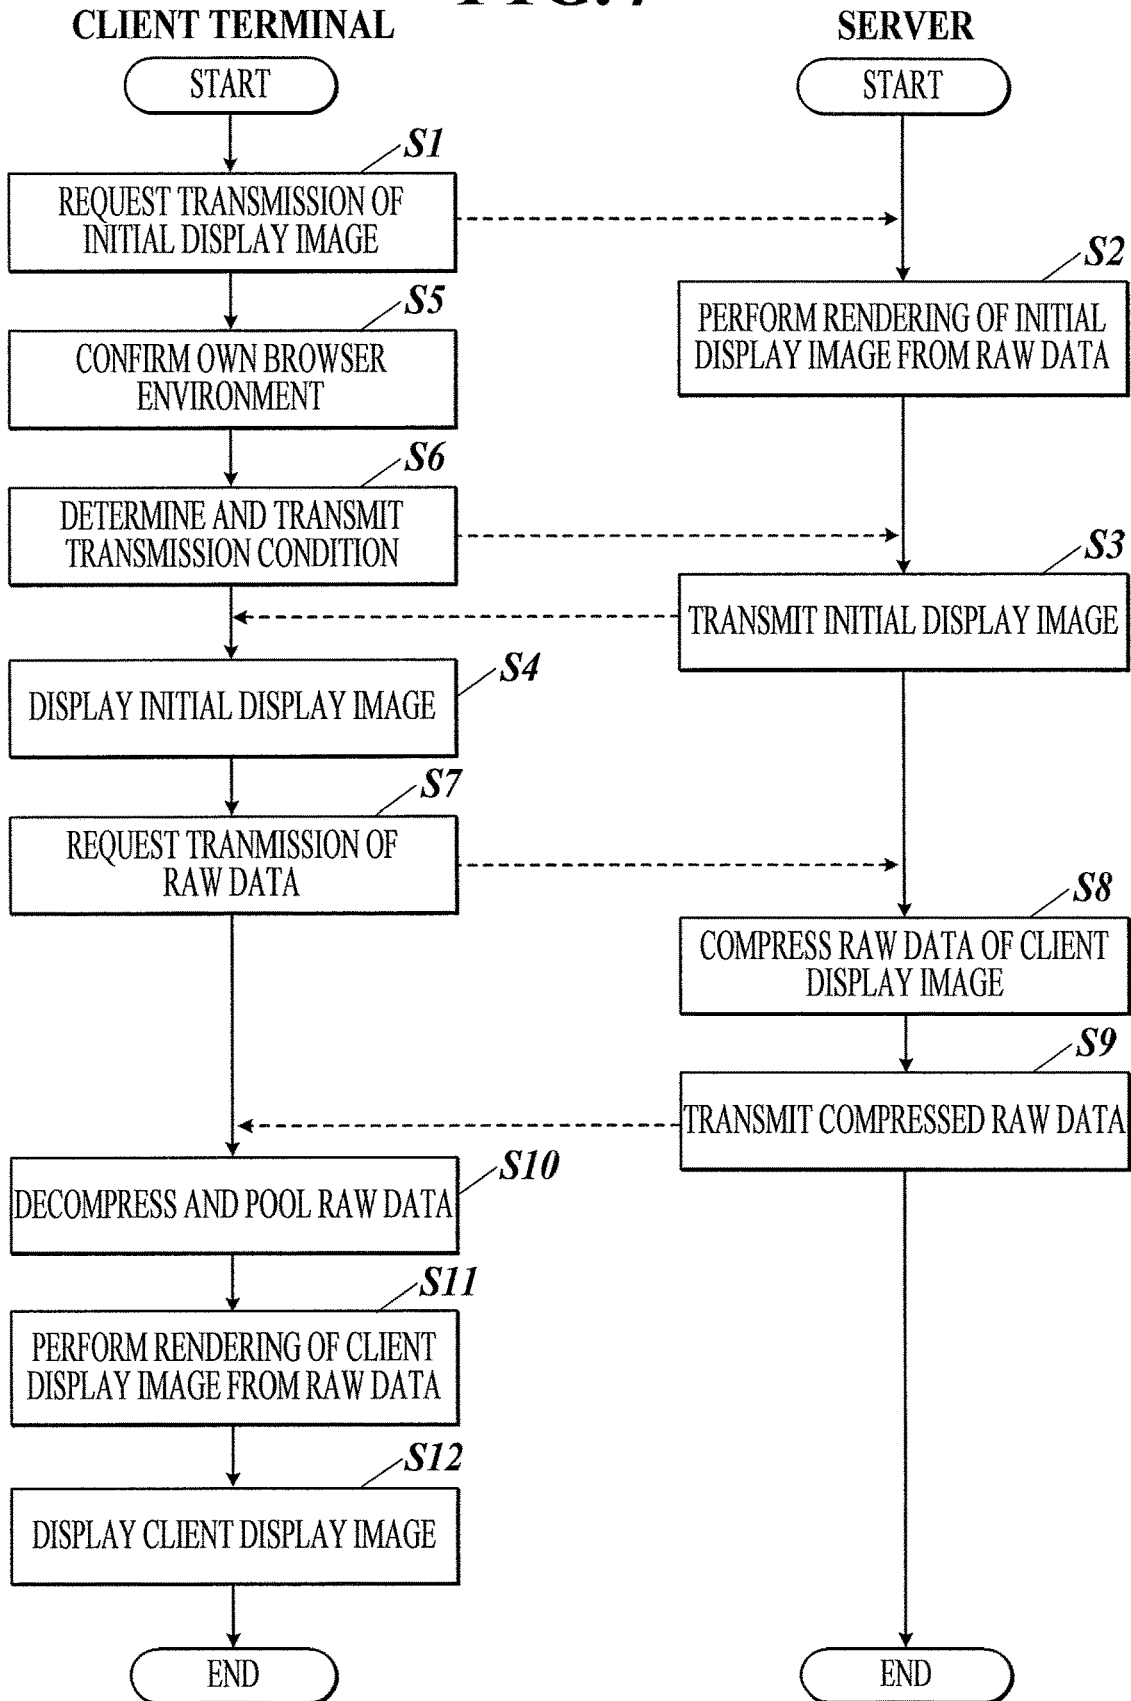 CLIENT TERMINAL
START
S1
REQUEST TRANSMISSION OF
INITIAL DISPLAY IMAGE
S5
CONFIRM OWN BROWSER
ENVIRONMENT
S6
DETERMINE AND TRANSMIT
TRANSMISSION CONDITION
S4
DISPLAY INITIAL DISPLAY IMAGE
S7
REQUEST TRANMISSION OF
RAW DATA
S10
DECOMPRESS AND POOL RAW DATA
S11
PERFORM RENDERING OF CLIENT
DISPLAY IMAGE FROM RAW DATA
S12
DISPLAY CLIENT DISPLAY IMAGE
END
SERVER
START
S2
PERFORM RENDERING OF INITIAL
DISPLAY IMAGE FROM RAW DATA
S3
TRANSMIT INITIAL DISPLAY IMAGE
S8
COMPRESS RAW DATA OF CLIENT
DISPLAY IMAGE
S9
TRANSMIT COMPRESSED RAW DATA
END